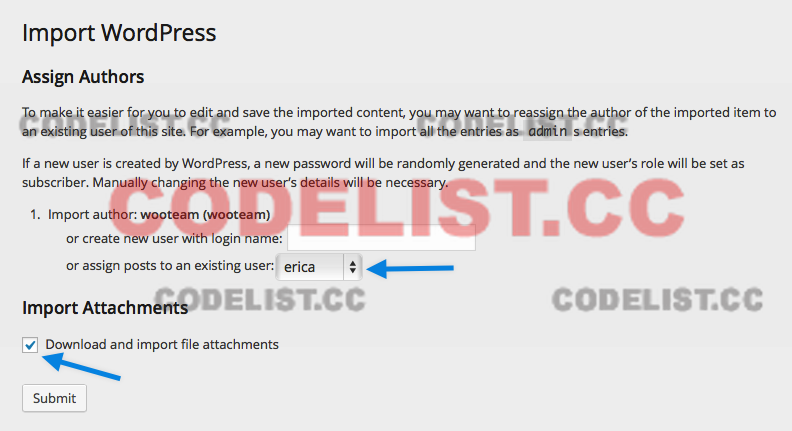 Import WordPress
Assign Authors
To make it easier for you to edit and save the imported content, you may want to reassign the author of the imported item to
an existing user of this site. For example, you may want to import all the entries as admin s entries.
CODELIST.CC
CODELIST.CC
If a new user is created by WordPress, a new password will be randomly generated and the new user's role will be set as
subscriber. Manually changing the new user's details will be necessary.
CODELIST.CC
1. Import author: wooteam (wooteam)
or create new user with login name:
or assign posts to an existing user: erica
CODELIST.CC
CODELIST.CC
Import Attachments
Download and import file attachments
Submit